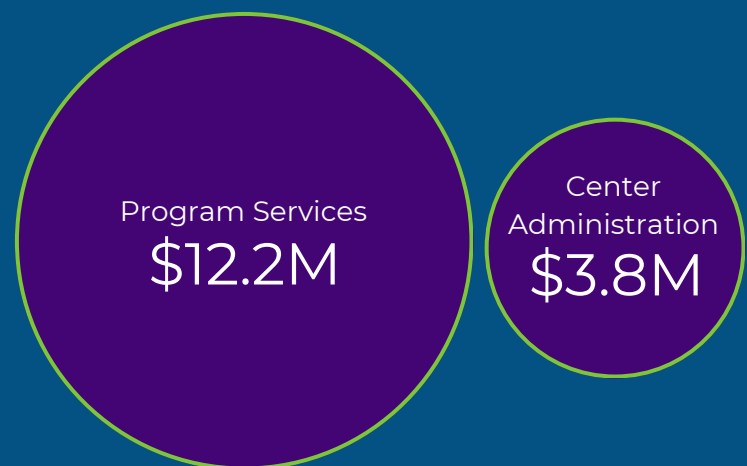 Program Services
$12.2M
Center
Administration
$3.8M